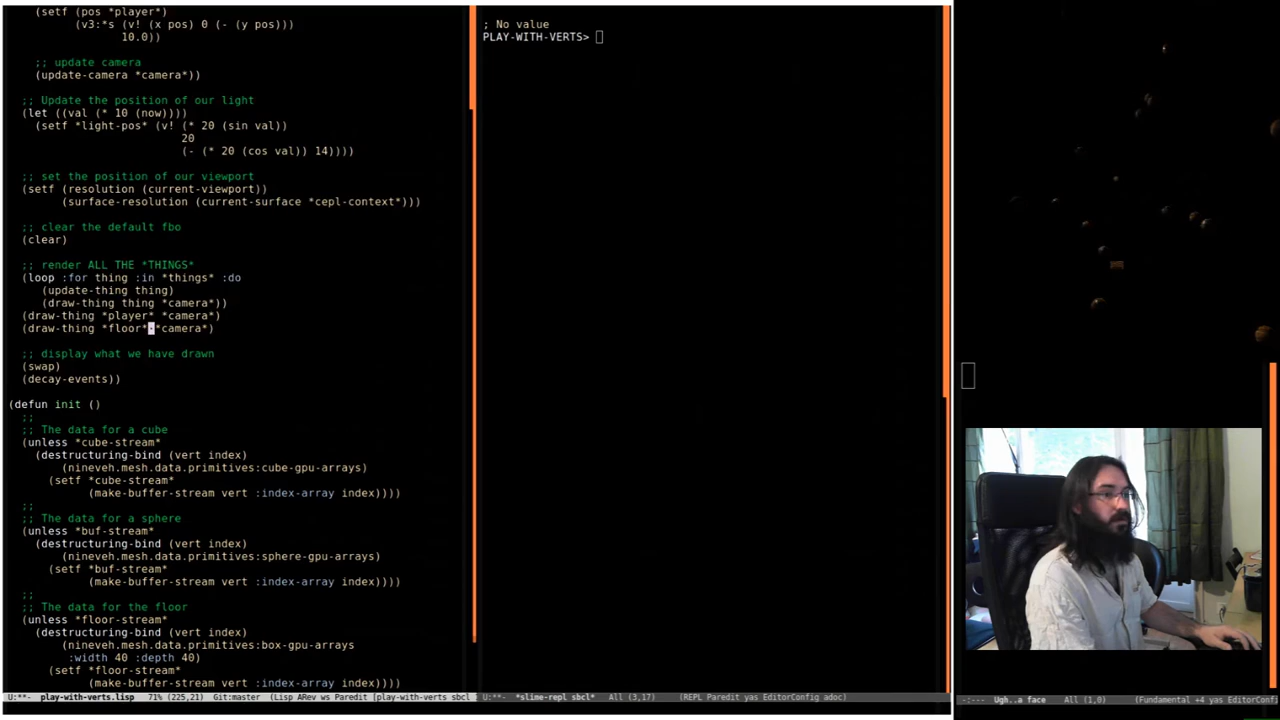 (setf (pos *player*)
(v3:*s (v! (x pos) 0 (- (y pos)))
10.0))
;; update camera
(update-camera *camera*))
;; Update the position of our light
(let ((val (* 10 (now))))
(setf *light-pos* (v! (* 20 (sin val))
20
(- (* 20 (cos val)) 14))))
;; set the position of our viewport
(setf (resolution (current-viewport))
(surface-resolution (current-surface *cepl-context*)))
;; clear the default fbo
(clear)
;; render ALL THE *THINGS*
(loop :for thing :in *things* :do
(update-thing thing)
(draw-thing thing *camera*))
(draw-thing *player* *camera*)
(draw-thing *floor* *camera*)
;; display what we have drawn
(swap)
(decay-events))
(defun init ()
;;
;; The data for a cube
(unless *cube-stream*
(destructuring-bind (vert index)
(nineveh.mesh.data.primitives:cube-gpu-arrays)
(setf *cube-stream*
(make-buffer-stream vert :index-array index))))
;;
;; The data for a sphere
(unless *buf-stream*
(destructuring-bind (vert index)
(nineveh.mesh.data.primitives:sphere-gpu-arrays)
(setf *buf-stream*
(make-buffer-stream vert :index-array index))))
;;
;; The data for the floor
(unless *floor-stream*
(destructuring-bind (vert index)
(nineveh.mesh.data.primitives:box-gpu-arrays
:width 40 :depth 40)
(setf *floor-stream*
(make-buffer-stream vert :index-array index))))
U:**- play-with-verts.lisp 71% (225,21) Git:master (Lisp ARev ws Paredit [play-with-verts sbcl
; No value
PLAY-WITH-VERTS>
U:**- *slime-repl sbcl* All (3,17) (REPL Paredit yas EditorConfig adoc)
-:--- Ugh..a face All (1,0) (Fundamental +4 yas EditorConfi